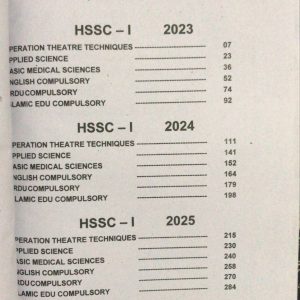 HSSC – I 2023
PERATION THEATRE TECHNIQUES ---------------- 07
PPLIED SCIENCE ---------------- 23
ASIC MEDICAL SCIENCES ---------------- 36
NGLISH COMPULSORY ---------------- 52
RDU COMPULSORY ---------------- 74
LAMIC EDU COMPULSORY ---------------- 92
HSSC – I 2024
PERATION THEATRE TECHNIQUES ---------------- 111
PPLIED SCIENCE ---------------- 141
ASIC MEDICAL SCIENCES ---------------- 152
NGLISH COMPULSORY ---------------- 164
RDU COMPULSORY ---------------- 179
LAMIC EDU COMPULSORY ---------------- 198
HSSC – I 2025
PERATION THEATRE TECHNIQUES ---------------- 215
PPLIED SCIENCE ---------------- 230
ASIC MEDICAL SCIENCES ---------------- 240
NGLISH COMPULSORY ---------------- 258
RDU COMPULSORY ---------------- 270
LAMIC EDU COMPULSORY ---------------- 284